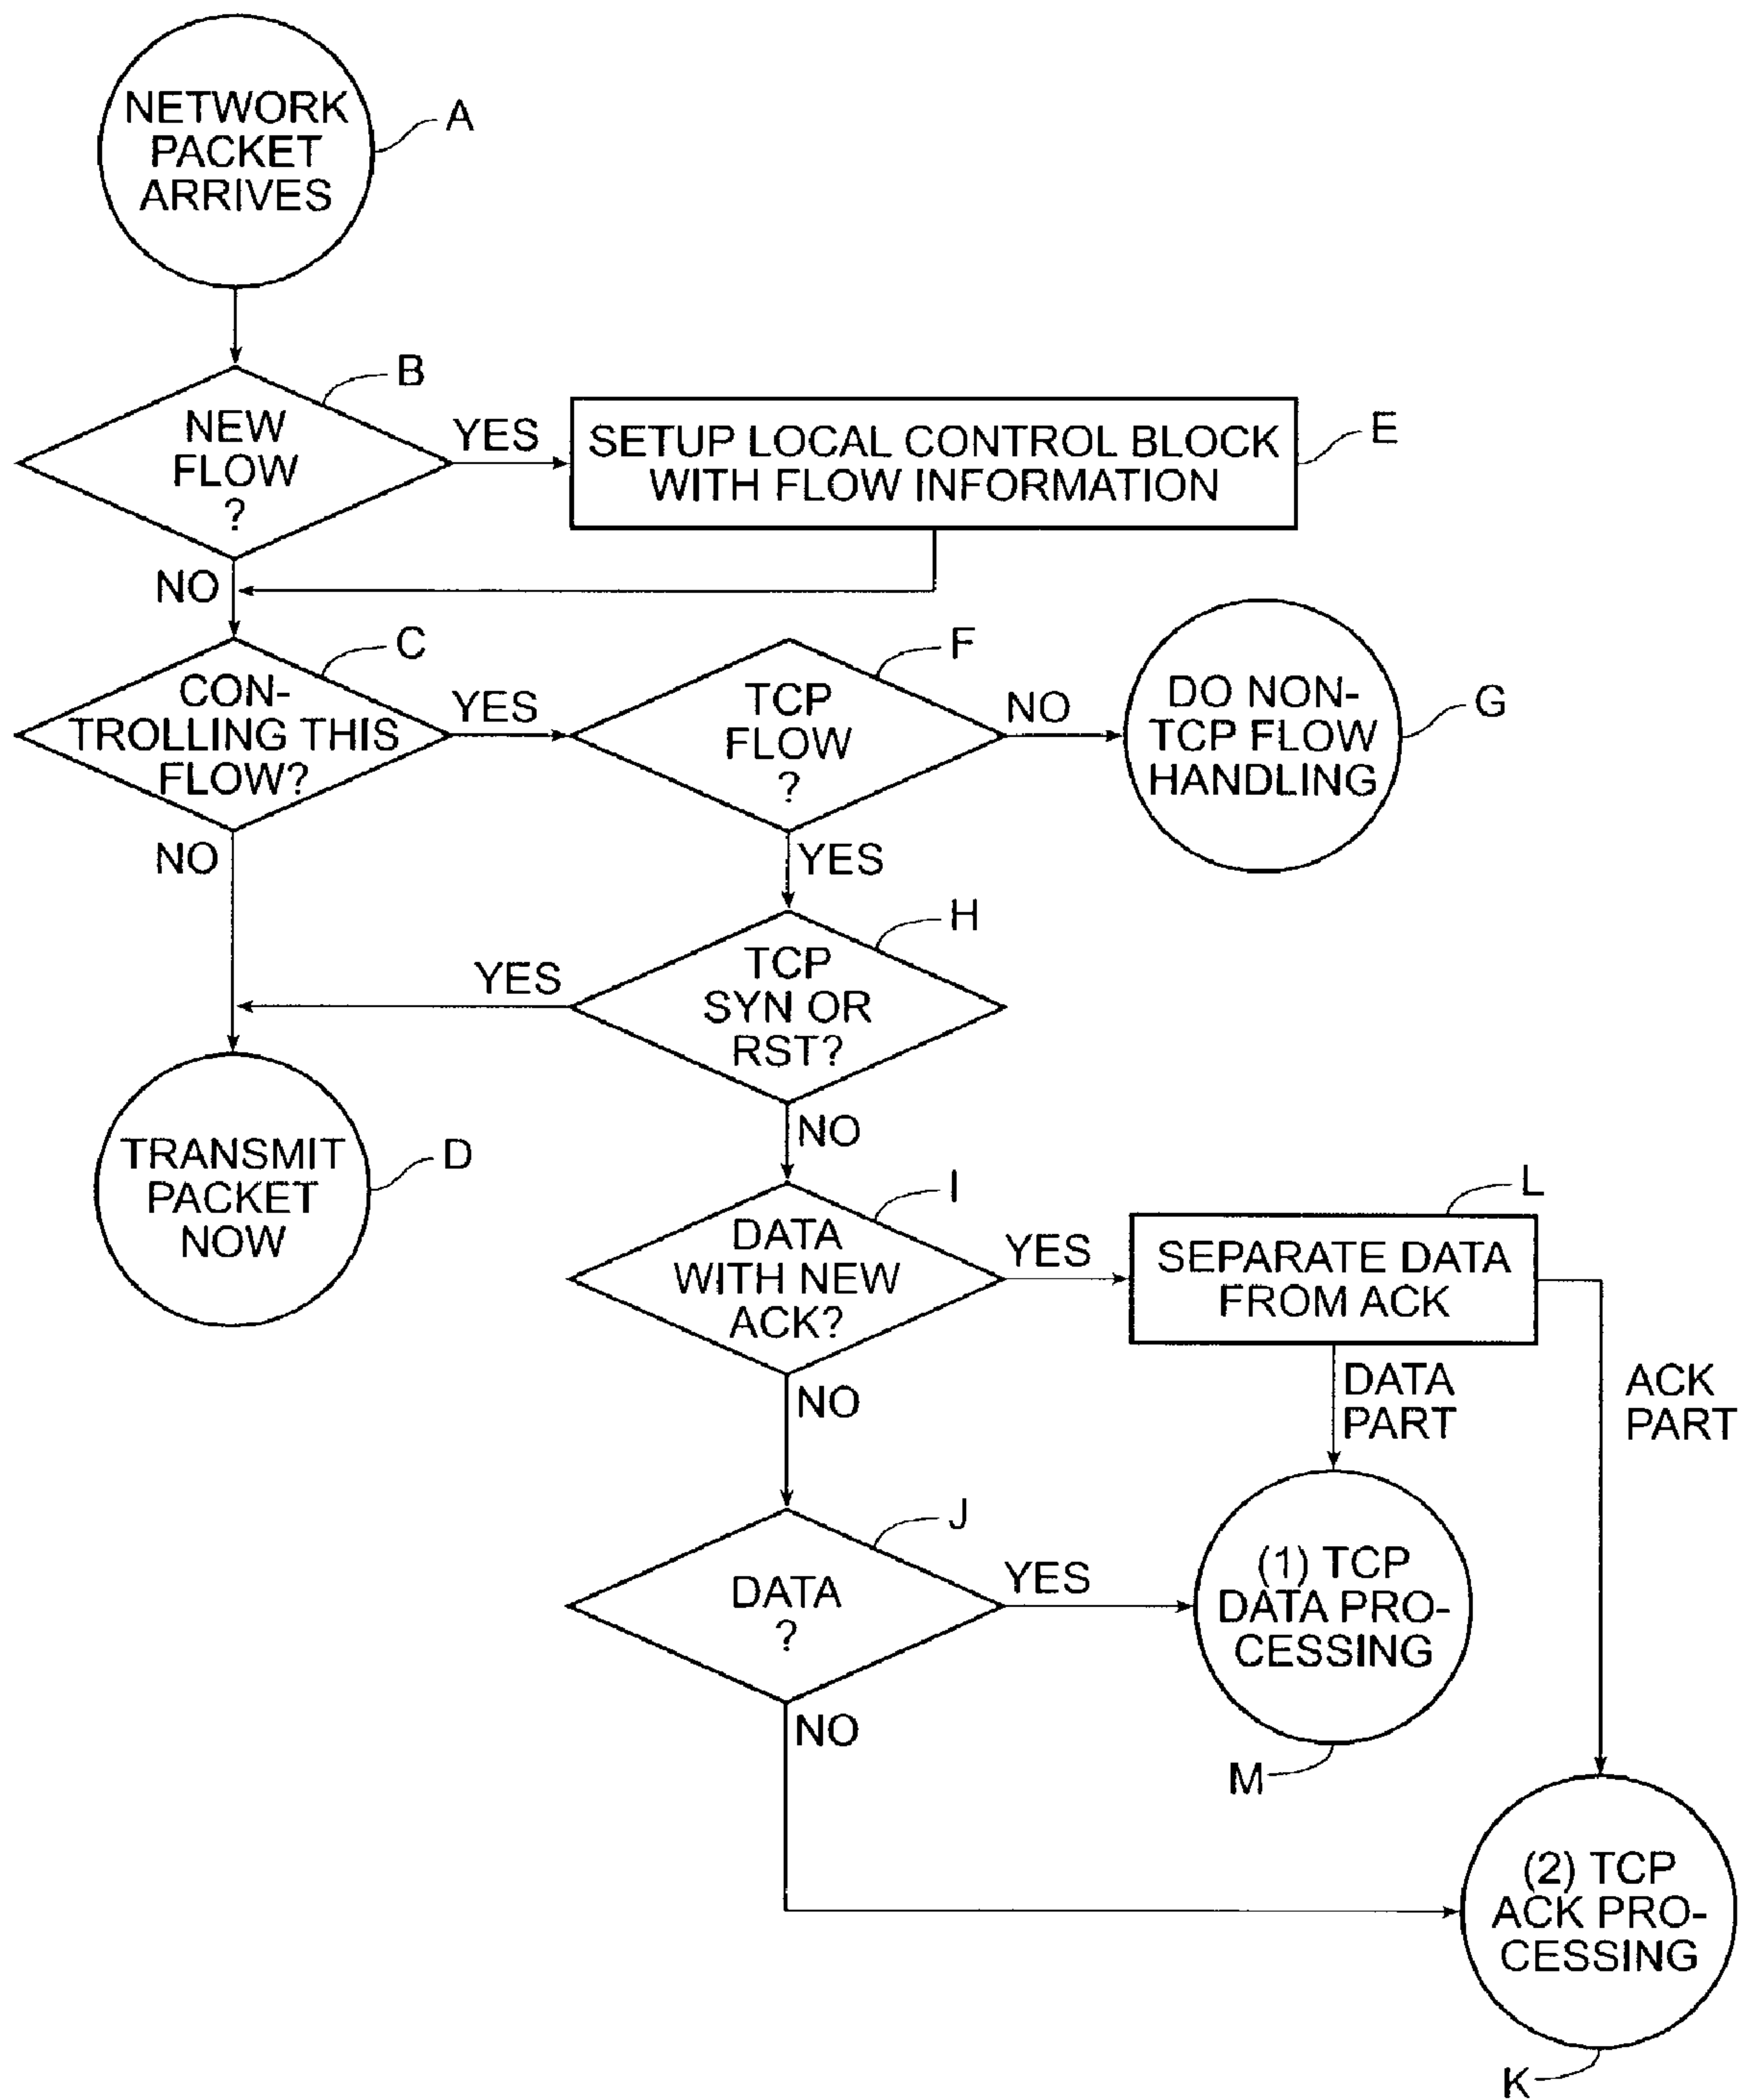 NETWORK
PACKET
ARRIVES
A
B
NEW
FLOW
?
YES
SETUP LOCAL CONTROL BLOCK
WITH FLOW INFORMATION
E
NO
C
CON-
TROLLING THIS
FLOW?
YES
F
TCP
FLOW
?
NO
DO NON-
TCP FLOW
HANDLING
G
NO
YES
H
TCP
SYN OR
RST?
YES
TRANSMIT
PACKET
NOW
D
NO
I
DATA
WITH NEW
ACK?
YES
L
SEPARATE DATA
FROM ACK
DATA
PART
ACK
PART
NO
J
DATA
?
YES
(1) TCP
DATA PRO-
CESSING
M
NO
(2) TCP
ACK PRO-
CESSING
K